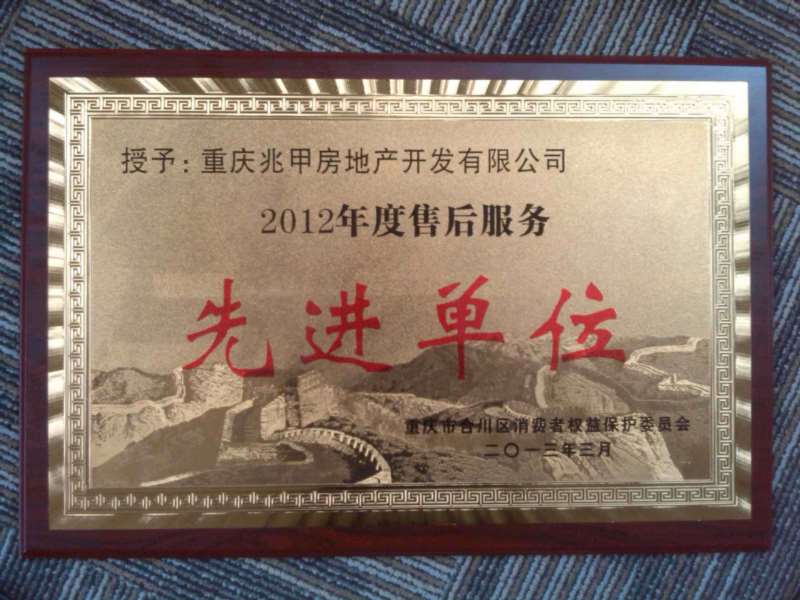 授予：重庆兆甲房地产开发有限公司
2012年度售后服务
先进单位
重庆市合川区消费者权益保护委员会
二〇一三年三月